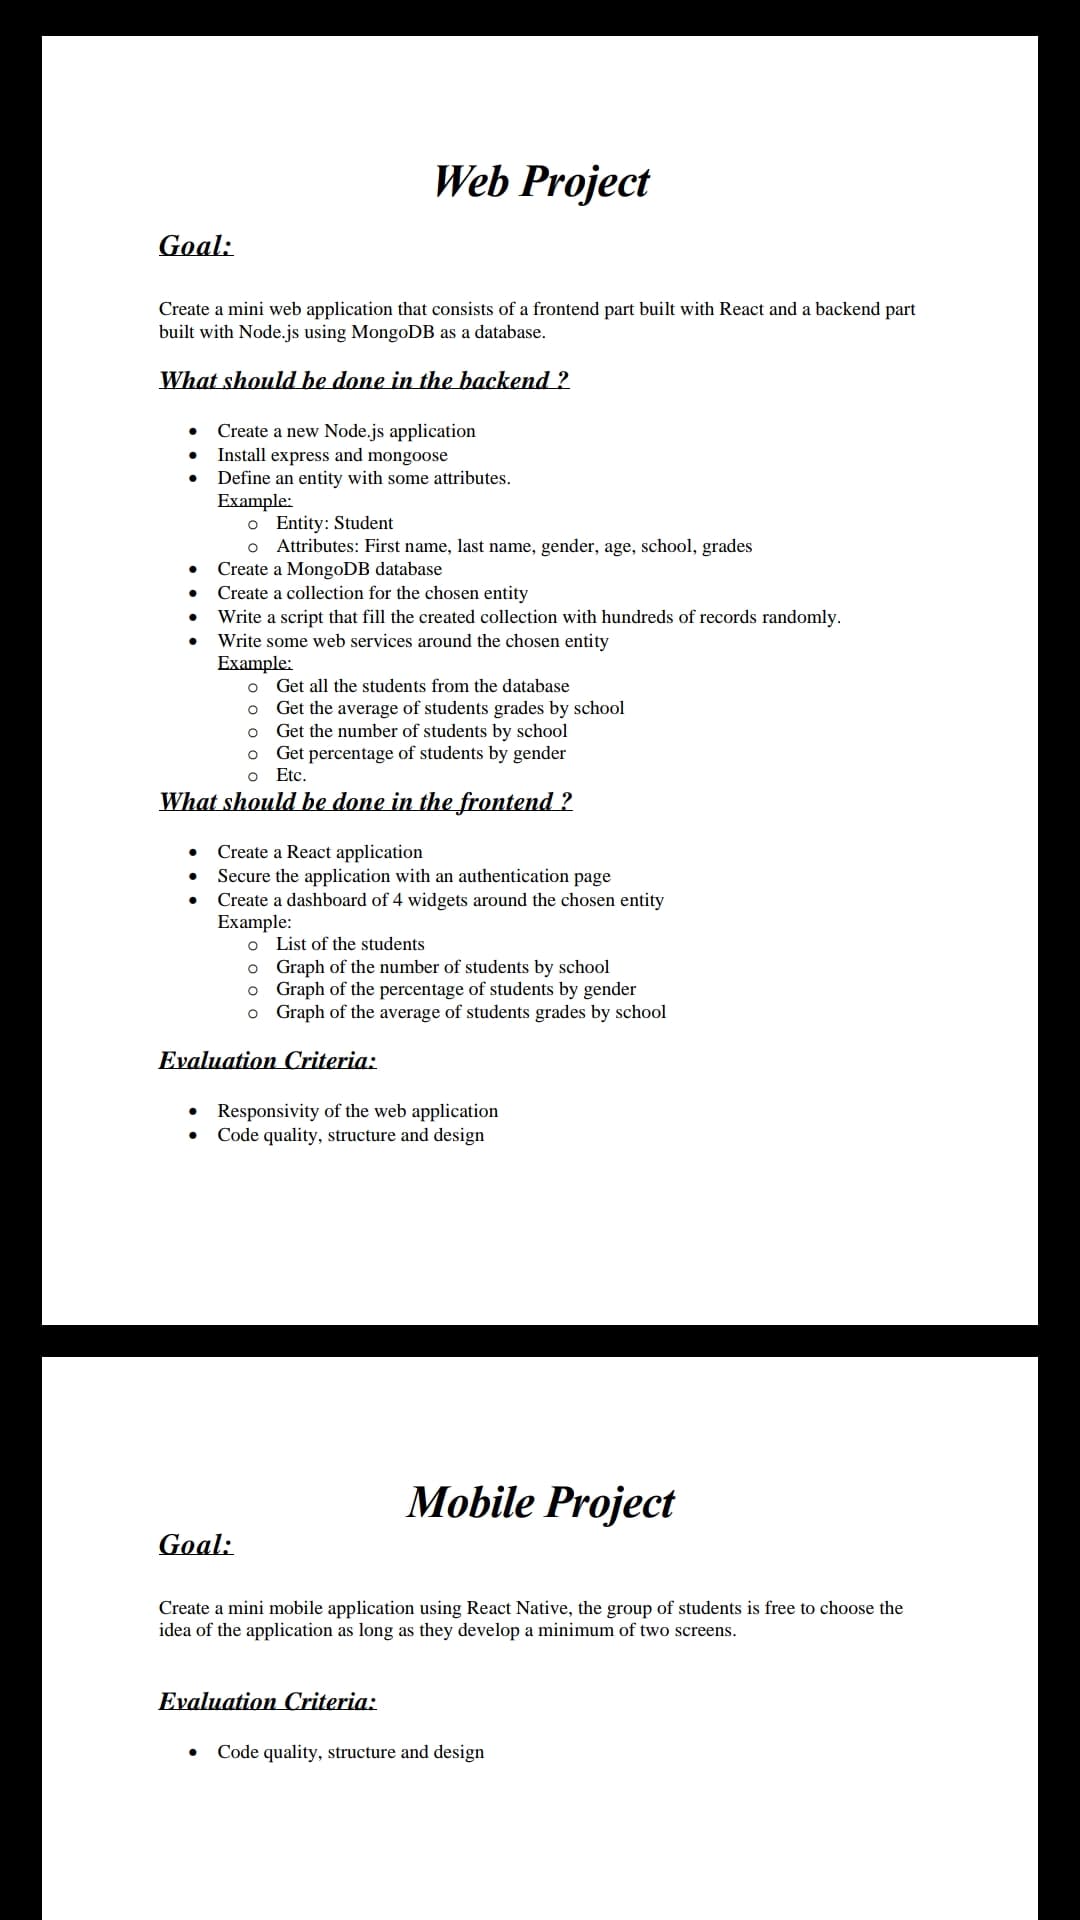 Web Project
Goal:
Create a mini web application that consists of a frontend part built with React and a backend part
built with Node.js using MongoDB as a database.
What should be done in the backend ?
• Create a new Node.js application
• Install express and mongoose
• Define an entity with some attributes.
Example:
o Entity: Student
o Attributes: First name, last name, gender, age, school, grades
• Create a MongoDB database
• Create a collection for the chosen entity
• Write a script that fill the created collection with hundreds of records randomly.
• Write some web services around the chosen entity
Example:
o Get all the students from the database
o Get the average of students grades by school
o Get the number of students by school
o Get percentage of students by gender
o Etc.
What should be done in the frontend ?
• Create a React application
• Secure the application with an authentication page
• Create a dashboard of 4 widgets around the chosen entity
Example:
o List of the students
o Graph of the number of students by school
o Graph of the percentage of students by gender
o Graph of the average of students grades by school
Evaluation Criteria:
• Responsivity of the web application
• Code quality, structure and design
Mobile Project
Goal:
Create a mini mobile application using React Native, the group of students is free to choose the
idea of the application as long as they develop a minimum of two screens.
Evaluation Criteria:
• Code quality, structure and design